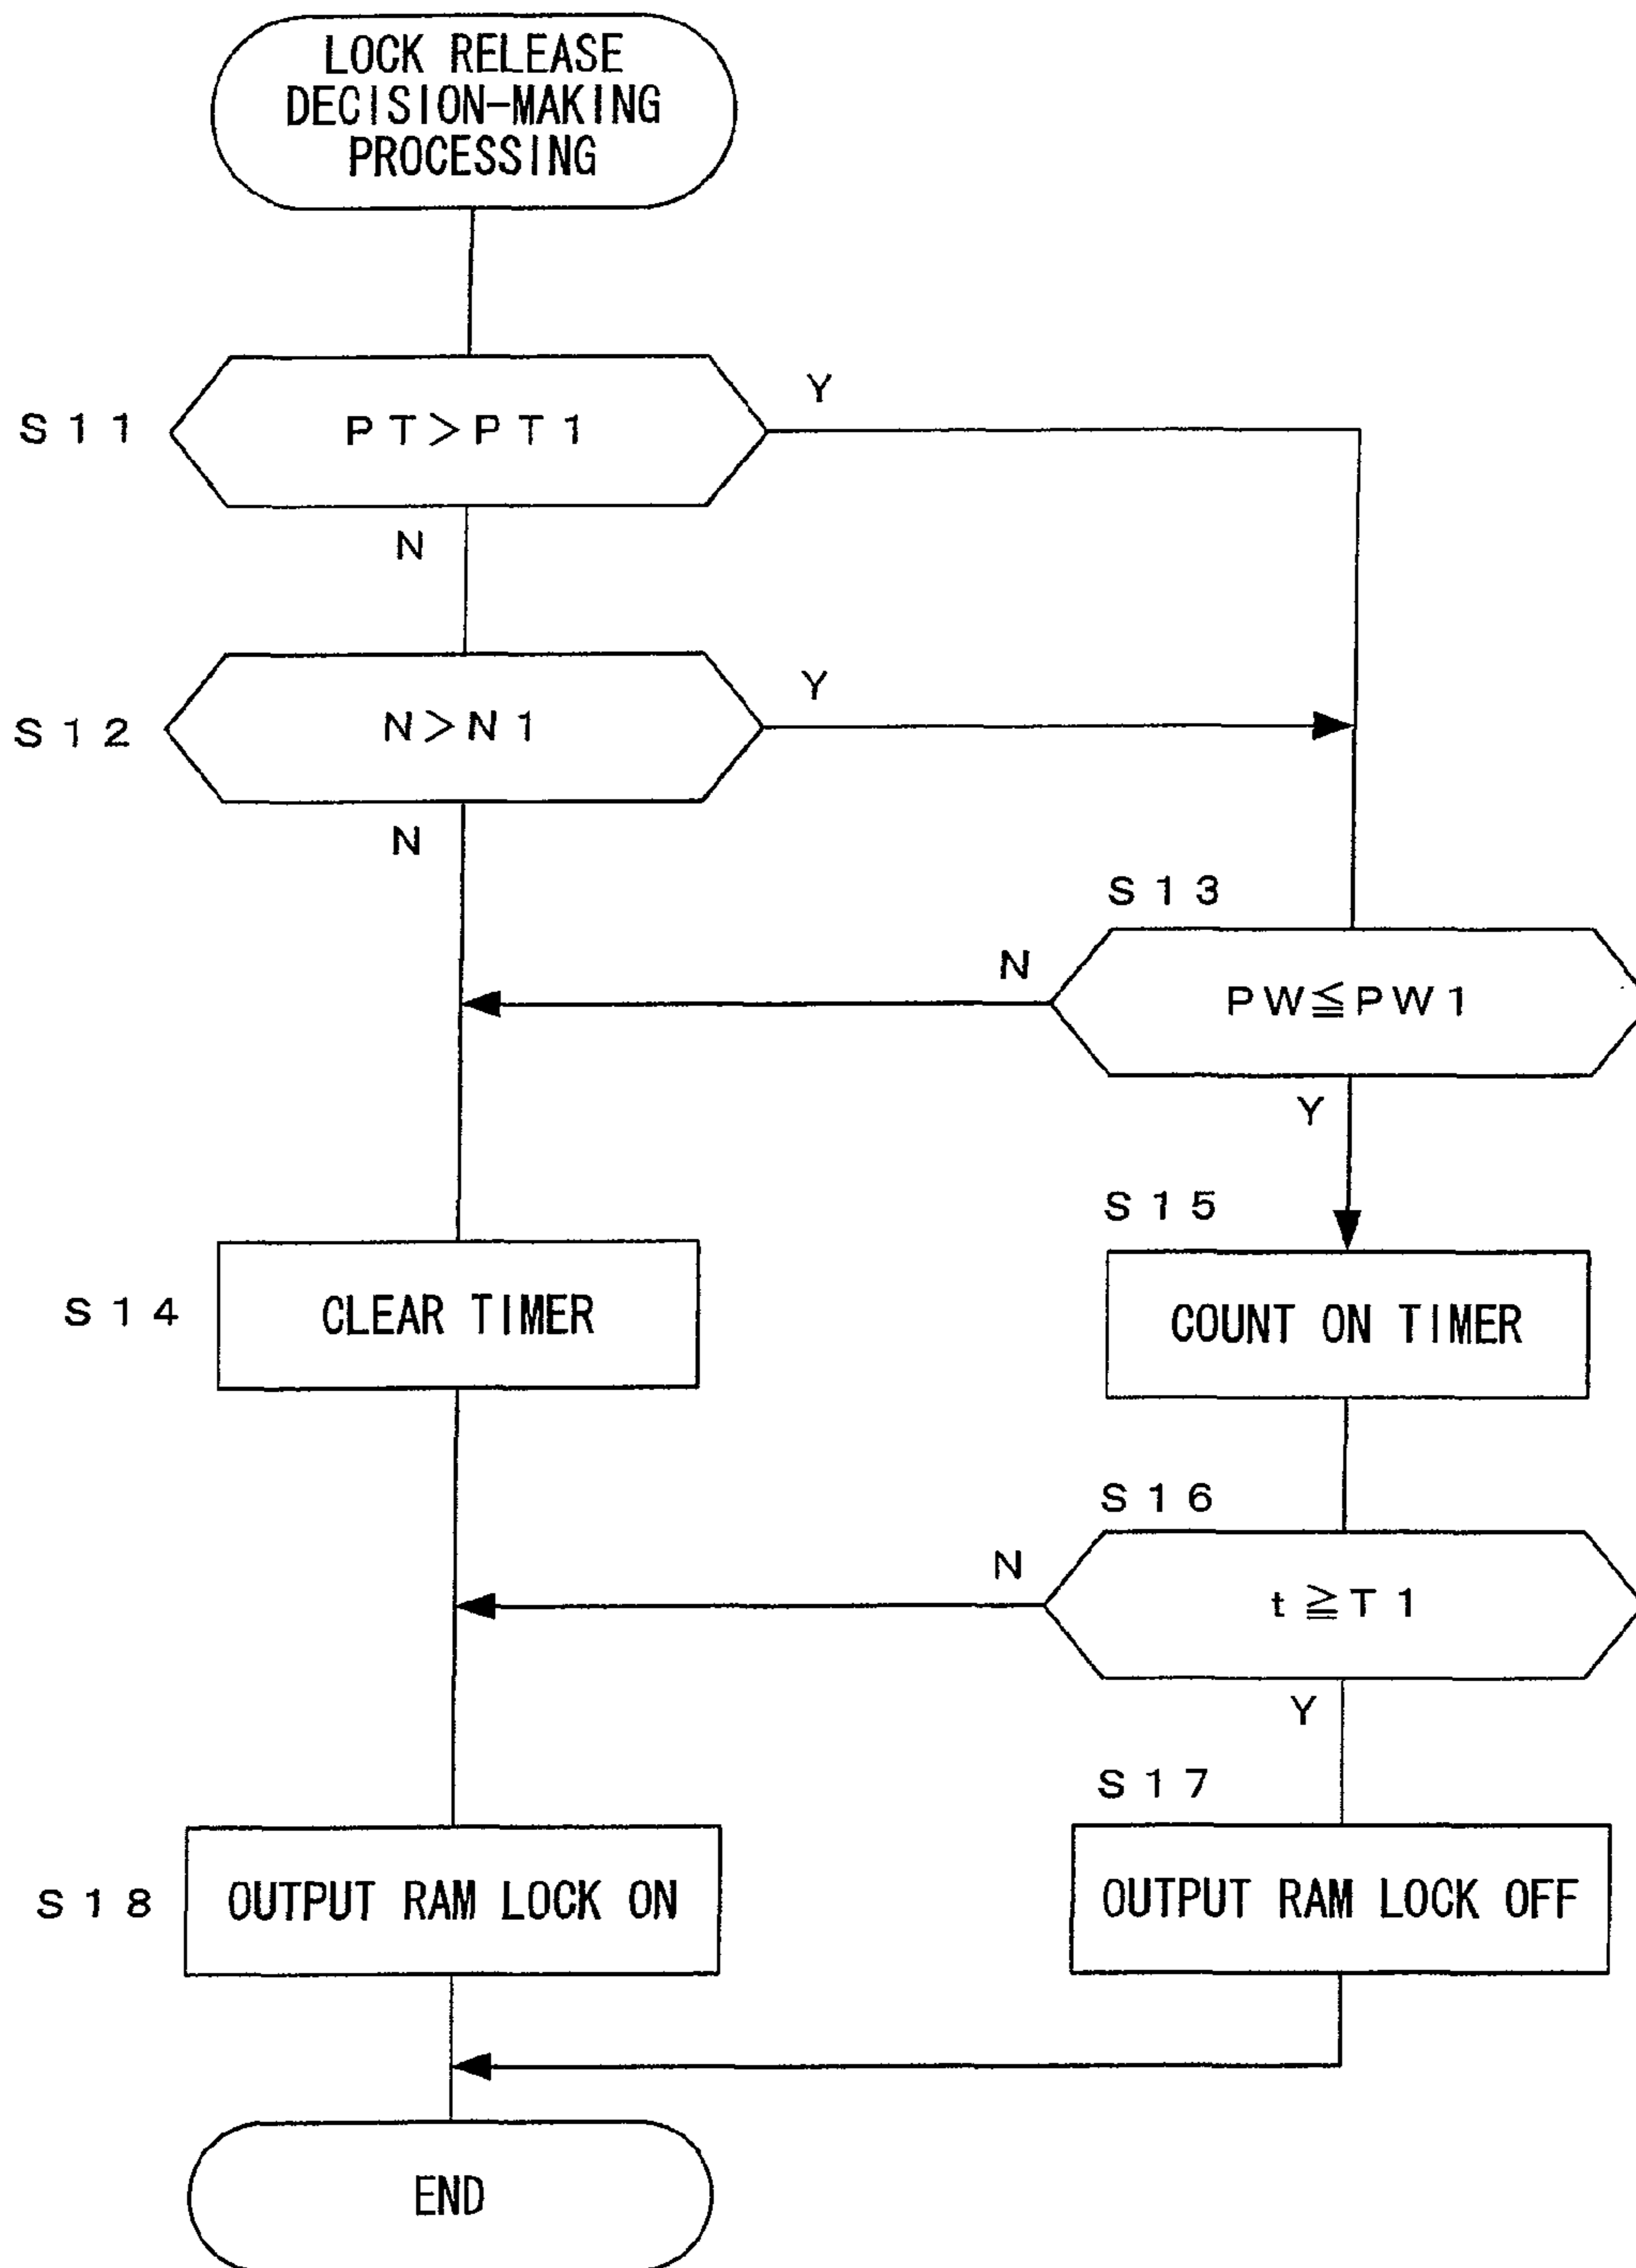 LOCK RELEASE
DECISION-MAKING
PROCESSING
S11
PT>PT1
Y
N
S12
N>N1
Y
N
S13
PW≦PW1
N
Y
S14
CLEAR TIMER
S15
COUNT ON TIMER
S16
t≧T1
N
Y
S17
OUTPUT RAM LOCK OFF
S18
OUTPUT RAM LOCK ON
END